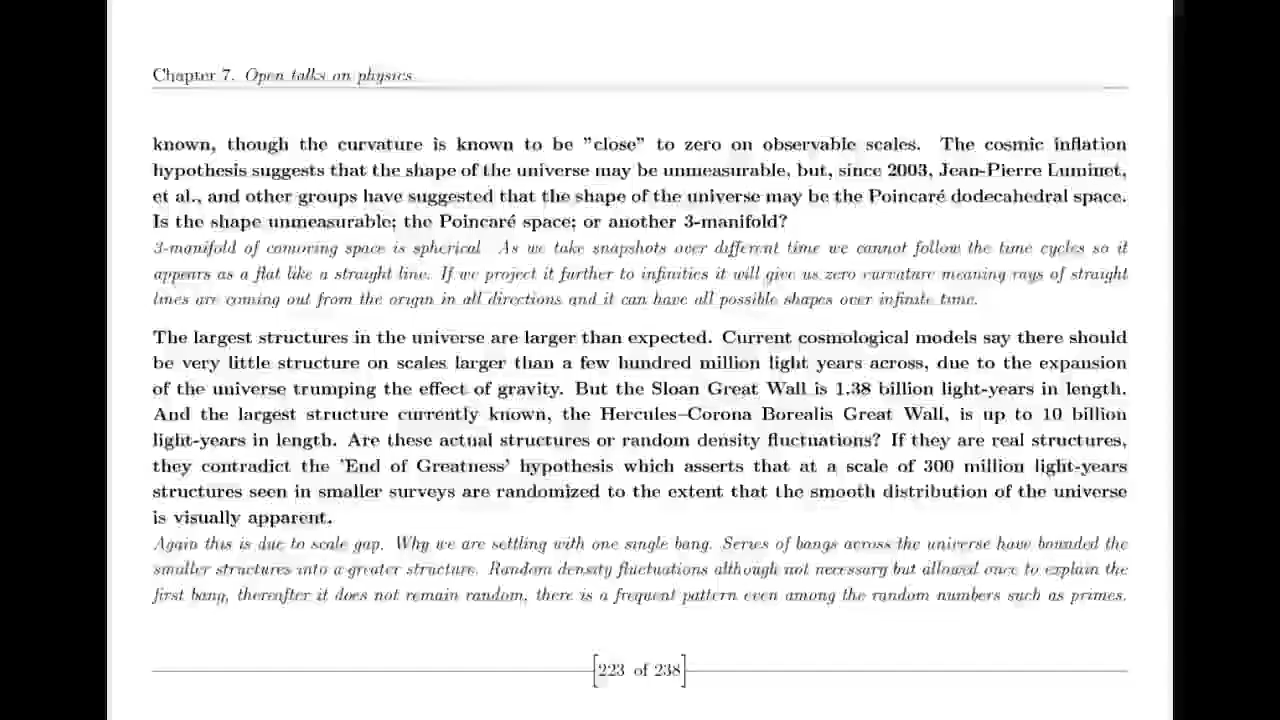 Chapter 7. Open talks on physics
known, though the curvature is known to be ”close” to zero on observable scales. The cosmic inflation
hypothesis suggests that the shape of the universe may be unmeasurable, but, since 2003, Jean-Pierre Luminet,
et al., and other groups have suggested that the shape of the universe may be the Poincaré dodecahedral space.
Is the shape unmeasurable; the Poincaré space; or another 3-manifold?
3-manifold of comoving space is spherical. As we take snapshots over different time we cannot follow the time cycles so it
appears as a flat like a straight line. If we project it further to infinities it will give us zero curvature meaning rays of straight
lines are coming out from the origin in all directions and it can have all possible shapes over infinite time.
The largest structures in the universe are larger than expected. Current cosmological models say there should
be very little structure on scales larger than a few hundred million light years across, due to the expansion
of the universe trumping the effect of gravity. But the Sloan Great Wall is 1.38 billion light-years in length.
And the largest structure currently known, the Hercules–Corona Borealis Great Wall, is up to 10 billion
light-years in length. Are these actual structures or random density fluctuations? If they are real structures,
they contradict the ’End of Greatness’ hypothesis which asserts that at a scale of 300 million light-years
structures seen in smaller surveys are randomized to the extent that the smooth distribution of the universe
is visually apparent.
Again this is due to scale gap. Why we are settling with one single bang. Series of bangs across the universe have bounded the
smaller structures into a greater structure. Random density fluctuations although not necessary but allowed once to explain the
first bang, thereafter it does not remain random, there is a frequent pattern even among the random numbers such as primes.
223 of 238